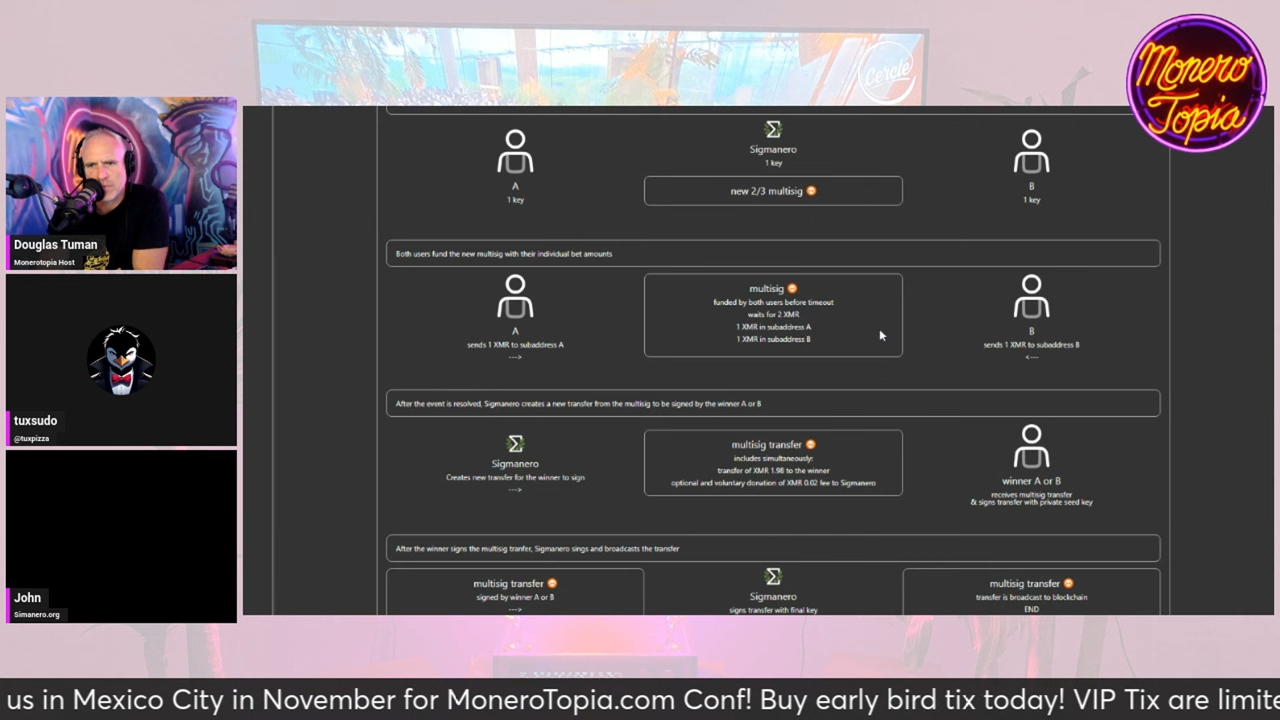 Cercle
Monero
Topia
Douglas Tuman
Monerotopia Host
tuxsudo
@tuxpizza
John
Simanero.org
A
1 key
Sigmanero
1 key
new 2/3 multisig
B
1 key
Both users fund the new multisig with their individual bet amounts
A
sends 1 XMR to subaddress A
--->
multisig
funded by both users before timeout
waits for 2 XMR
1 XMR in subaddress A
1 XMR in subaddress B
B
sends 1 XMR to subaddress B
<---
After the event is resolved, Sigmanero creates a new transfer from the multisig to be signed by the winner A or B
Sigmanero
Creates new transfer for the winner to sign
--->
multisig transfer
includes simultaneously:
transfer of XMR 1.98 to the winner
optional and voluntary donation of XMR 0.02 fee to Sigmanero
winner A or B
receives multisig transfer
& signs transfer with private seed key
After the winner signs the multisig tranfer, Sigmanero sings and broadcasts the transfer
multisig transfer
signed by winner A or B
--->
Sigmanero
signs transfer with final key
multisig transfer
transfer is broadcast to blockchain
END
us in Mexico City in November for MoneroTopia.com Conf! Buy early bird tix today! VIP Tix are limite